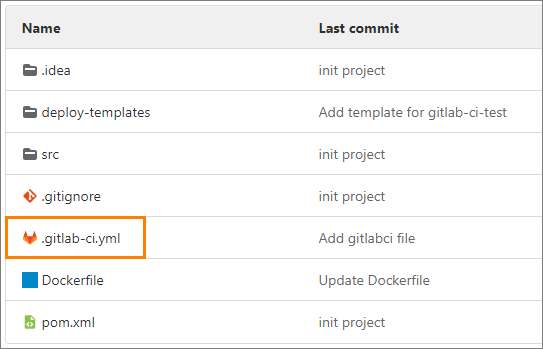 Name Last commit
.idea init project
deploy-templates Add template for gitlab-ci-test
src init project
.gitignore init project
.gitlab-ci.yml Add gitlabci file
Dockerfile Update Dockerfile
pom.xml init project